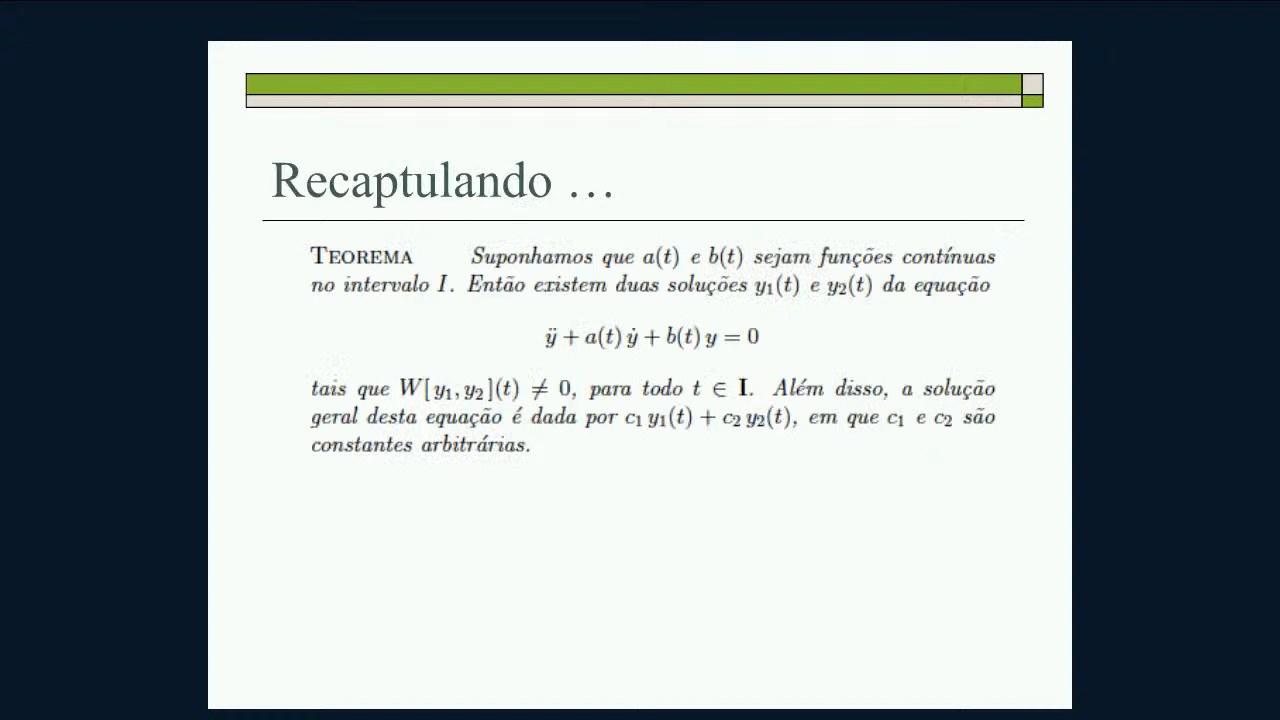 Recaptulando …
TEOREMA Suponhamos que a(t) e b(t) sejam funções contínuas
no intervalo I. Então existem duas soluções y₁(t) e y₂(t) da equação
ÿ + a(t) ẏ + b(t) y = 0
tais que W[ y₁, y₂ ](t) ≠ 0, para todo t ∈ I. Além disso, a solução
geral desta equação é dada por c₁ y₁(t) + c₂ y₂(t), em que c₁ e c₂ são
constantes arbitrárias.